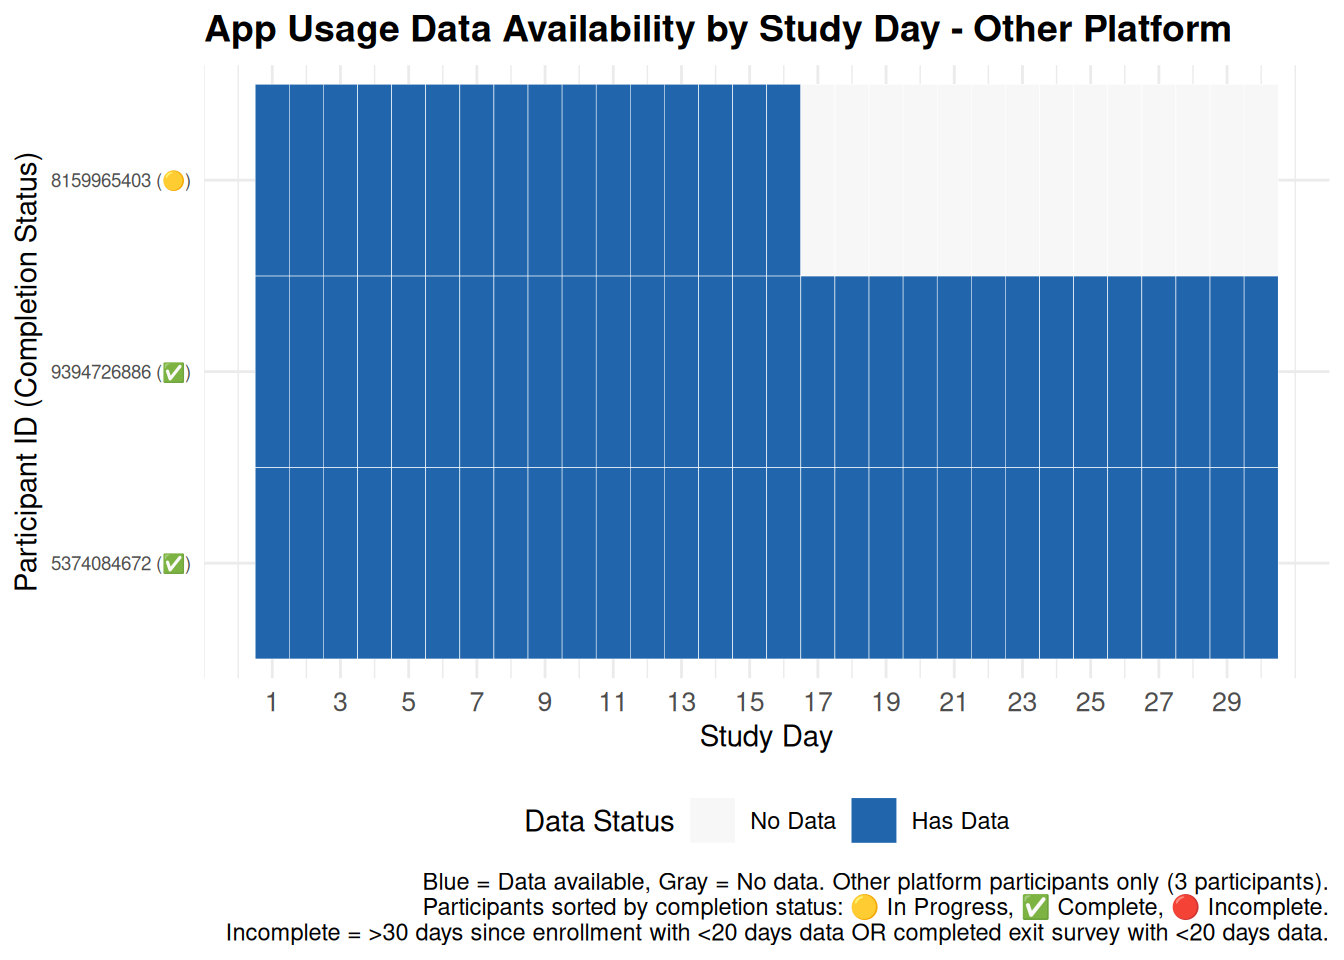 App Usage Data Availability by Study Day - Other Platform
Participant ID (Completion Status)
8159965403 (🟡)
9394726886 (✅)
5374084672 (✅)
1 3 5 7 9 11 13 15 17 19 21 23 25 27 29
Study Day
Data Status No Data Has Data
Blue = Data available, Gray = No data. Other platform participants only (3 participants).
Participants sorted by completion status: 🟡 In Progress, ✅ Complete, 🔴 Incomplete.
Incomplete = >30 days since enrollment with <20 days data OR completed exit survey with <20 days data.